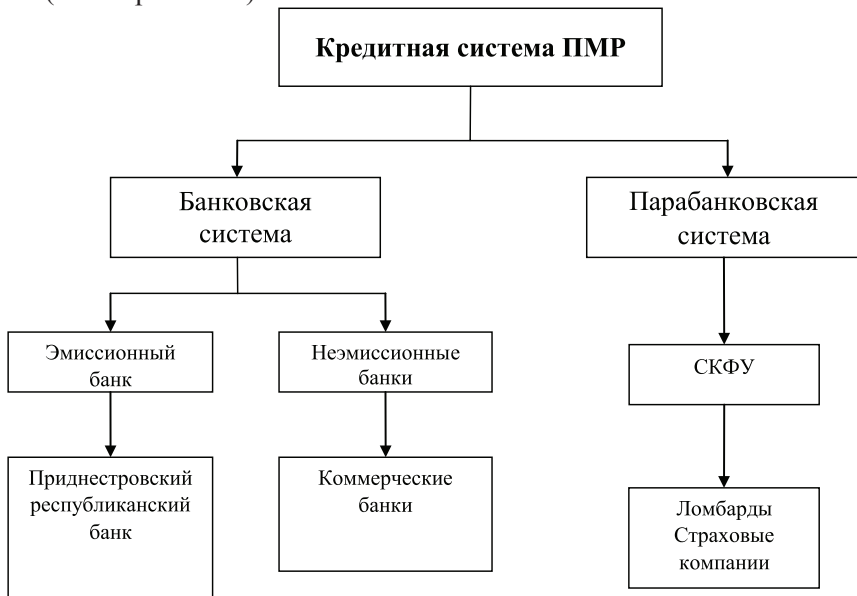 Кредитная система ПМР
Банковская
система
Парабанковская
система
Эмиссионный
банк
Неэмиссионные
банки
СКФУ
Приднестровский
республиканский
банк
Коммерческие
банки
Ломбарды
Страховые
компании